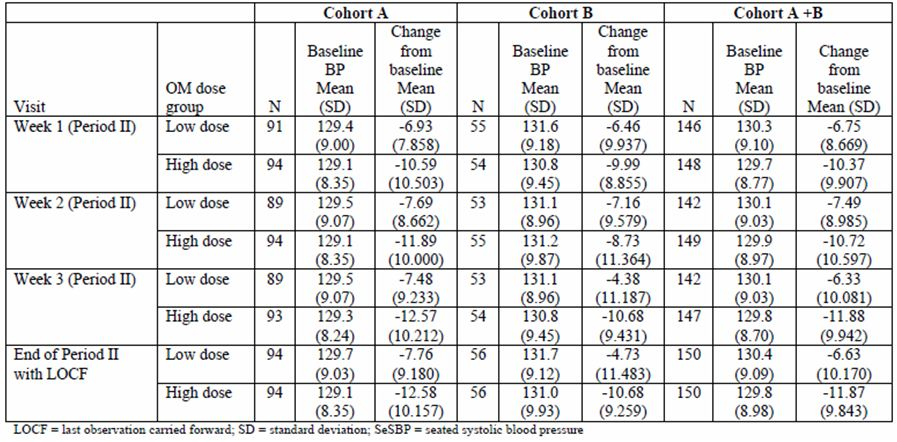 Cohort A Cohort B Cohort A +B
Visit OM dose group N Baseline BP Mean (SD) Change from baseline Mean (SD) N Baseline BP Mean (SD) Change from baseline Mean (SD) N Baseline BP Mean (SD) Change from baseline Mean (SD)
Week 1 (Period II) Low dose 91 129.4 -6.93 55 131.6 -6.46 146 130.3 -6.75
(9.00) (7.858) (9.18) (9.937) (9.10) (8.669)
High dose 94 129.1 -10.59 54 130.8 -9.99 148 129.7 -10.37
(8.35) (10.503) (9.45) (8.855) (8.77) (9.907)
Week 2 (Period II) Low dose 89 129.5 -7.69 53 131.1 -7.16 142 130.1 -7.49
(9.07) (8.662) (8.96) (9.579) (9.03) (8.985)
High dose 94 129.1 -11.89 55 131.2 -8.73 149 129.9 -10.72
(8.35) (10.000) (9.87) (11.364) (8.97) (10.597)
Week 3 (Period II) Low dose 89 129.5 -7.48 53 131.1 -4.38 142 130.1 -6.33
(9.07) (9.233) (8.96) (11.187) (9.03) (10.081)
High dose 93 129.3 -12.57 54 130.8 -10.68 147 129.8 -11.88
(8.24) (10.212) (9.45) (9.431) (8.70) (9.942)
End of Period II Low dose 94 129.7 -7.76 56 131.7 -4.73 150 130.4 -6.63
with LOCF (9.03) (9.180) (9.12) (11.483) (9.09) (10.170)
High dose 94 129.1 -12.58 56 131.0 -10.68 150 129.8 -11.87
(8.35) (10.157) (9.93) (9.259) (8.98) (9.843)
LOCF = last observation carried forward; SD = standard deviation; SeSBP = seated systolic blood pressure